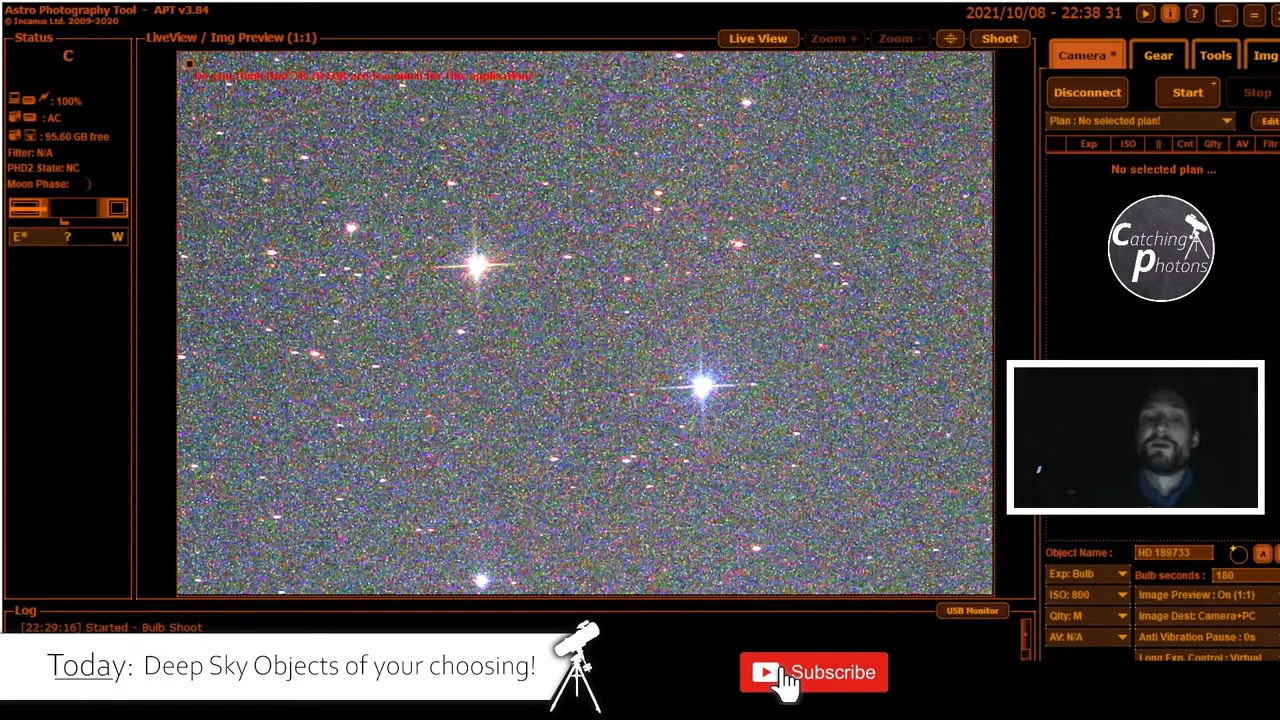 Astro Photography Tool - APT v3.84
© Incanus Ltd. 2009-2020
2021/10/08 - 22:38 31
Status
LiveView / Img Preview (1:1)
Live View
Zoom +
Zoom -
Shoot
Camera *
Gear
Tools
Img
C
: 100%
: AC
: 95.60 GB free
Filter: N/A
PHD2 State: NC
Moon Phase: )
E*
?
W
Disconnect
Start
Stop
Plan : No selected plan!
Edit
Exp ISO || Cnt Qlty AV Fltr
No selected plan ...
Catching
Photons
Object Name :
HD 189733
A
Exp: Bulb
Bulb seconds :
180
ISO: 800
Image Preview : On (1:1)
Qlty: M
Image Dest: Camera+PC
AV: N/A
Anti Vibration Pause : 0s
Long Exp. Control : Virtual
Log
USB Monitor
[22:29:16] Started - Bulb Shoot
Today: Deep Sky Objects of your choosing!
Subscribe